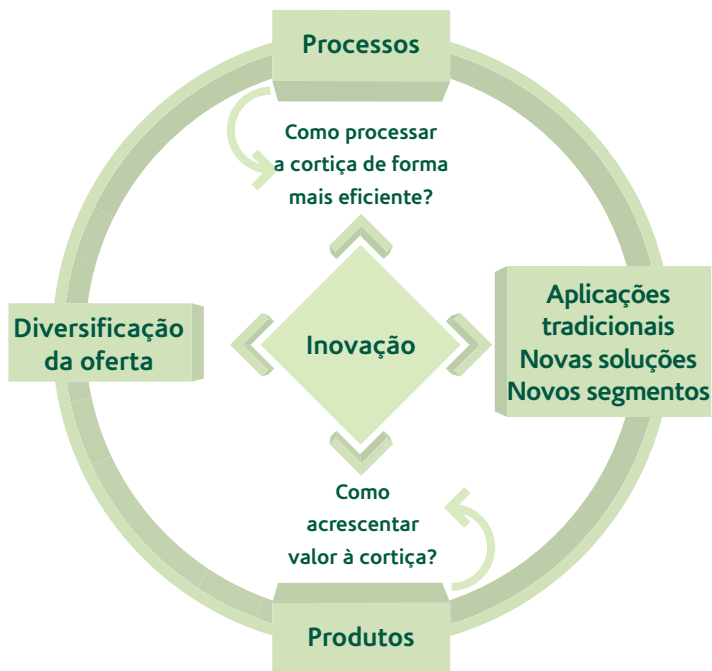 Processos
Como processar
a cortiça de forma
mais eficiente?
Diversificação
da oferta
Inovação
Aplicações
tradicionais
Novas soluções
Novos segmentos
Como
acrescentar
valor à cortiça?
Produtos